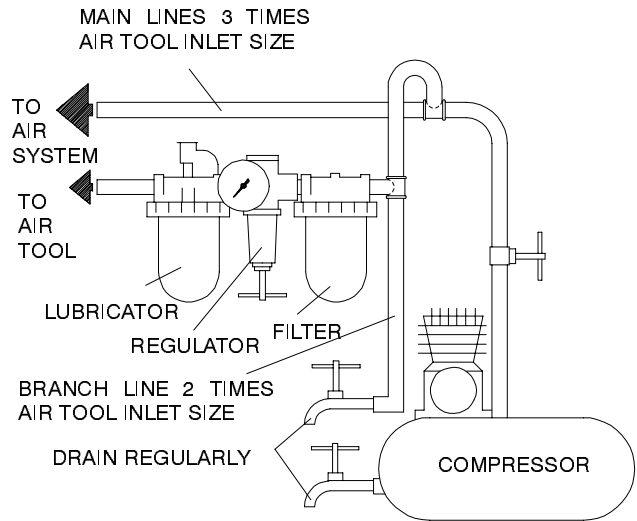 MAIN LINES 3 TIMES
AIR TOOL INLET SIZE
TO
AIR
SYSTEM
TO
AIR
TOOL
LUBRICATOR
REGULATOR
FILTER
BRANCH LINE 2 TIMES
AIR TOOL INLET SIZE
DRAIN REGULARLY
COMPRESSOR